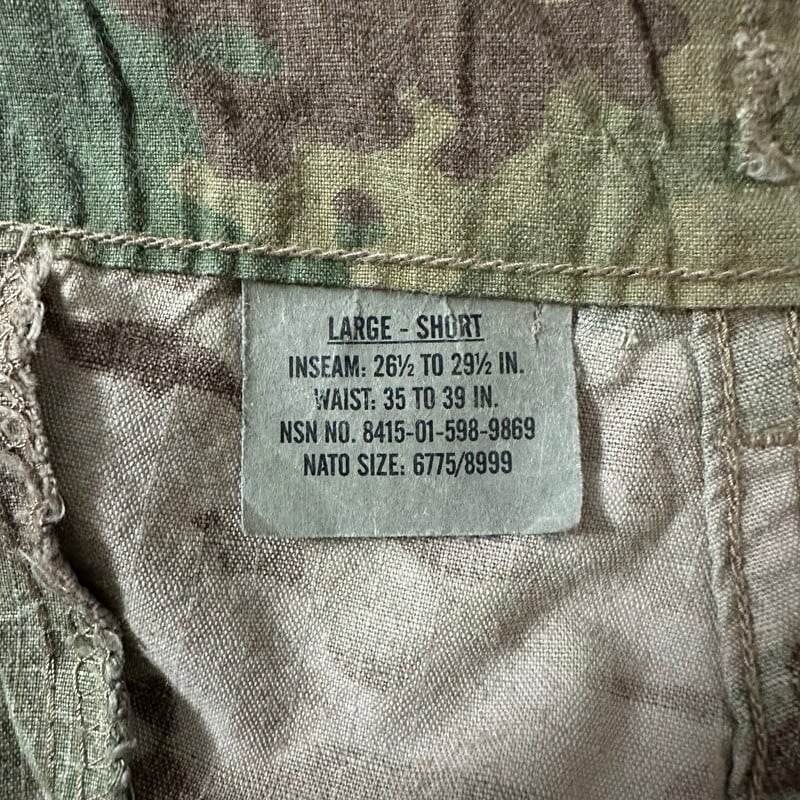 LARGE - SHORT
INSEAM: 26½ TO 29½ IN.
WAIST: 35 TO 39 IN.
NSN NO. 8415-01-598-9869
NATO SIZE: 6775/8999